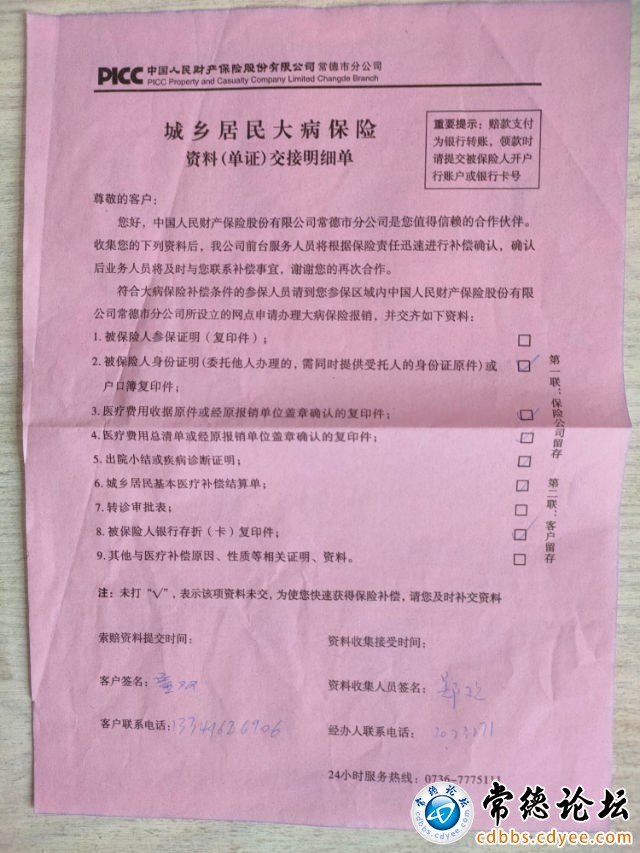 PICC 中国人民财产保险股份有限公司 常德市分公司
PICC Property and Casualty Company Limited Changde Branch
城乡居民大病保险
资料(单证)交接明细单
重要提示：赔款支付
为银行转账，领款时
请提交被保险人开户
行账户或银行卡号
尊敬的客户：
您好，中国人民财产保险股份有限公司常德市分公司是您值得信赖的合作伙伴。
收集您的下列资料后，我公司前台服务人员将根据保险责任迅速进行补偿确认，确认
后业务人员将及时与您联系补偿事宜，谢谢您的再次合作。
符合大病保险补偿条件的参保人员请到您参保区域内中国人民财产保险股份有限
公司常德市分公司所设立的网点申请办理大病保险报销，并交齐如下资料：
1.被保险人参保证明（复印件）；
2.被保险人身份证明(委托他人办理的,需同时提供受托人的身份证原件)或
户口簿复印件；
3.医疗费用收据原件或经原报销单位盖章确认的复印件；
4.医疗费用总清单或经原报销单位盖章确认的复印件；
5.出院小结或疾病诊断证明；
6.城乡居民基本医疗补偿结算单；
7.转诊审批表；
8.被保险人银行存折（卡）复印件；
9.其他与医疗补偿原因、性质等相关证明、资料。
第一联：保险公司留存
第二联：客户留存
注：未打“√”,表示该项资料未交,为使您快速获得保险补偿,请您及时补交资料
索赔资料提交时间：
资料收集接受时间：
客户签名：
资料收集人员签名：
客户联系电话：
经办人联系电话：
24小时服务热线：0736-7775111
常德论坛
cdbbs.cdyee.com